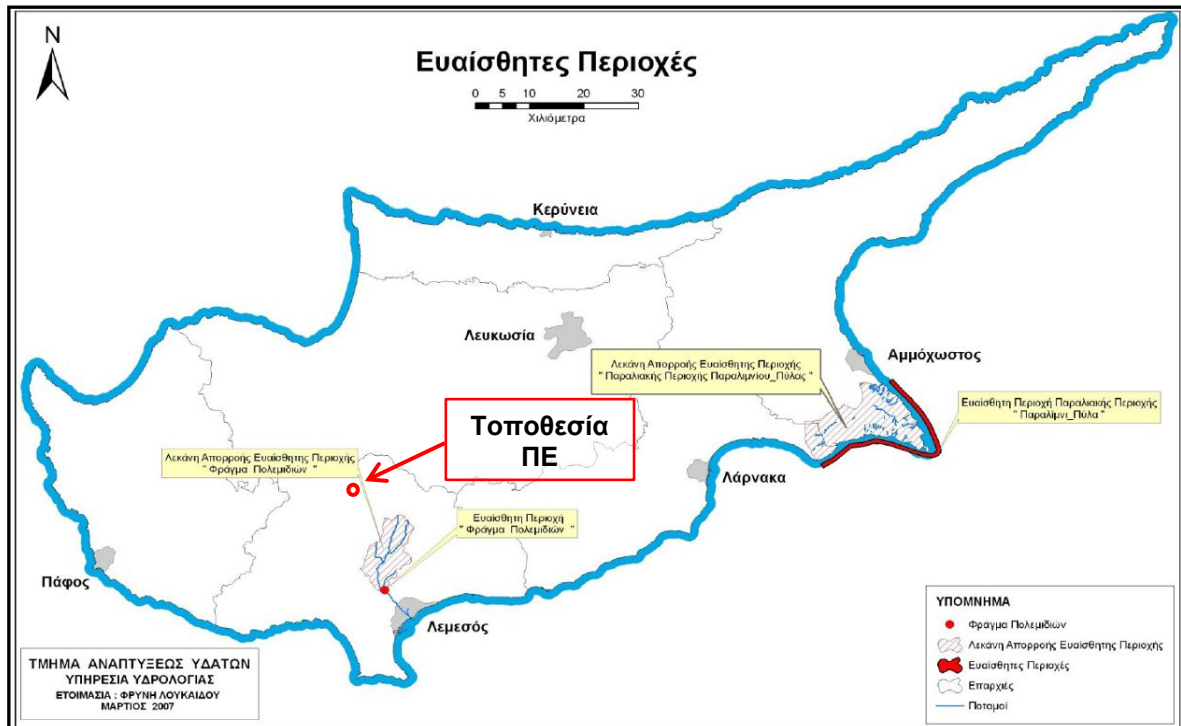 N
Ευαίσθητες Περιοχές
0 5 10 20 30
Χιλιόμετρα
Κερύνεια
Λευκωσία
Αμμόχωστος
Λεκάνη Απορροής Ευαίσθητης Περιοχής
" Παραλιακής Περιοχής Παραλιμνίου_Πύλας "
Ευαίσθητη Περιοχή Παραλιακής Περιοχής
" Παραλίμνι_Πύλα "
Τοποθεσία
ΠΕ
Λεκάνη Απορροής Ευαίσθητης Περιοχής
" Φράγμα Πολεμιδιών "
Λάρνακα
Ευαίσθητη Περιοχή
" Φράγμα Πολεμιδιών "
Πάφος
Λεμεσός
ΥΠΟΜΝΗΜΑ
Φράγμα Πολεμιδιών
Λεκάνη Απορροής Ευαίσθητης Περιοχής
Ευαίσθητες Περιοχές
Επαρχιές
Ποταμοί
ΤΜΗΜΑ ΑΝΑΠΤΥΞΕΩΣ ΥΔΑΤΩΝ
ΥΠΗΡΕΣΙΑ ΥΔΡΟΛΟΓΙΑΣ
ΕΤΟΙΜΑΣΙΑ : ΦΡΥΝΗ ΛΟΥΚΑΙΔΟΥ
ΜΑΡΤΙΟΣ 2007